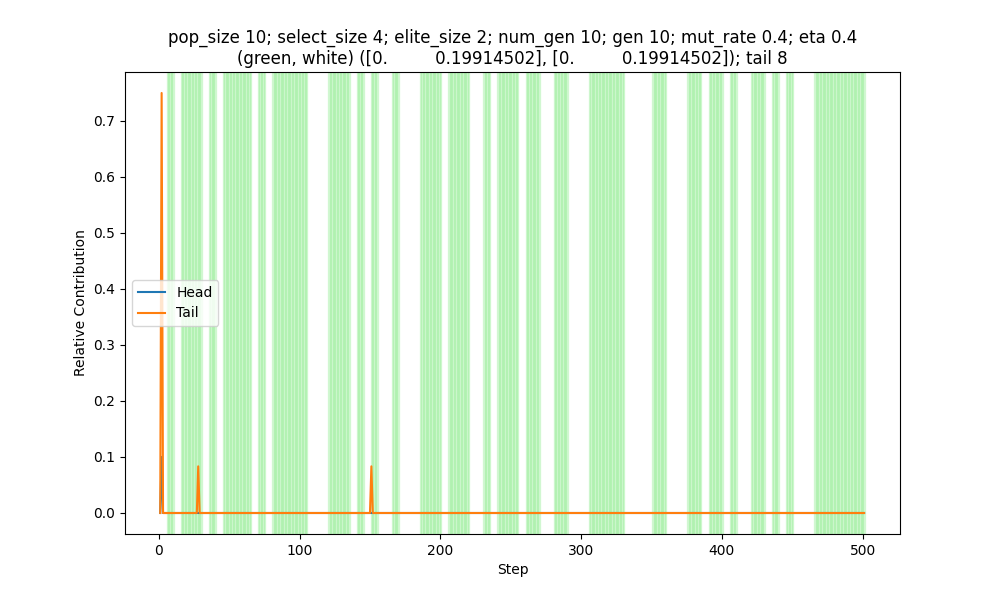 pop_size 10; select_size 4; elite_size 2; num_gen 10; gen 10; mut_rate 0.4; eta 0.4
(green, white) ([0.          0.19914502], [0.          0.19914502]); tail 8
Relative Contribution
0.7
0.6
0.5
0.4
0.3
0.2
0.1
0.0
Head
Tail
0 100 200 300 400 500
Step